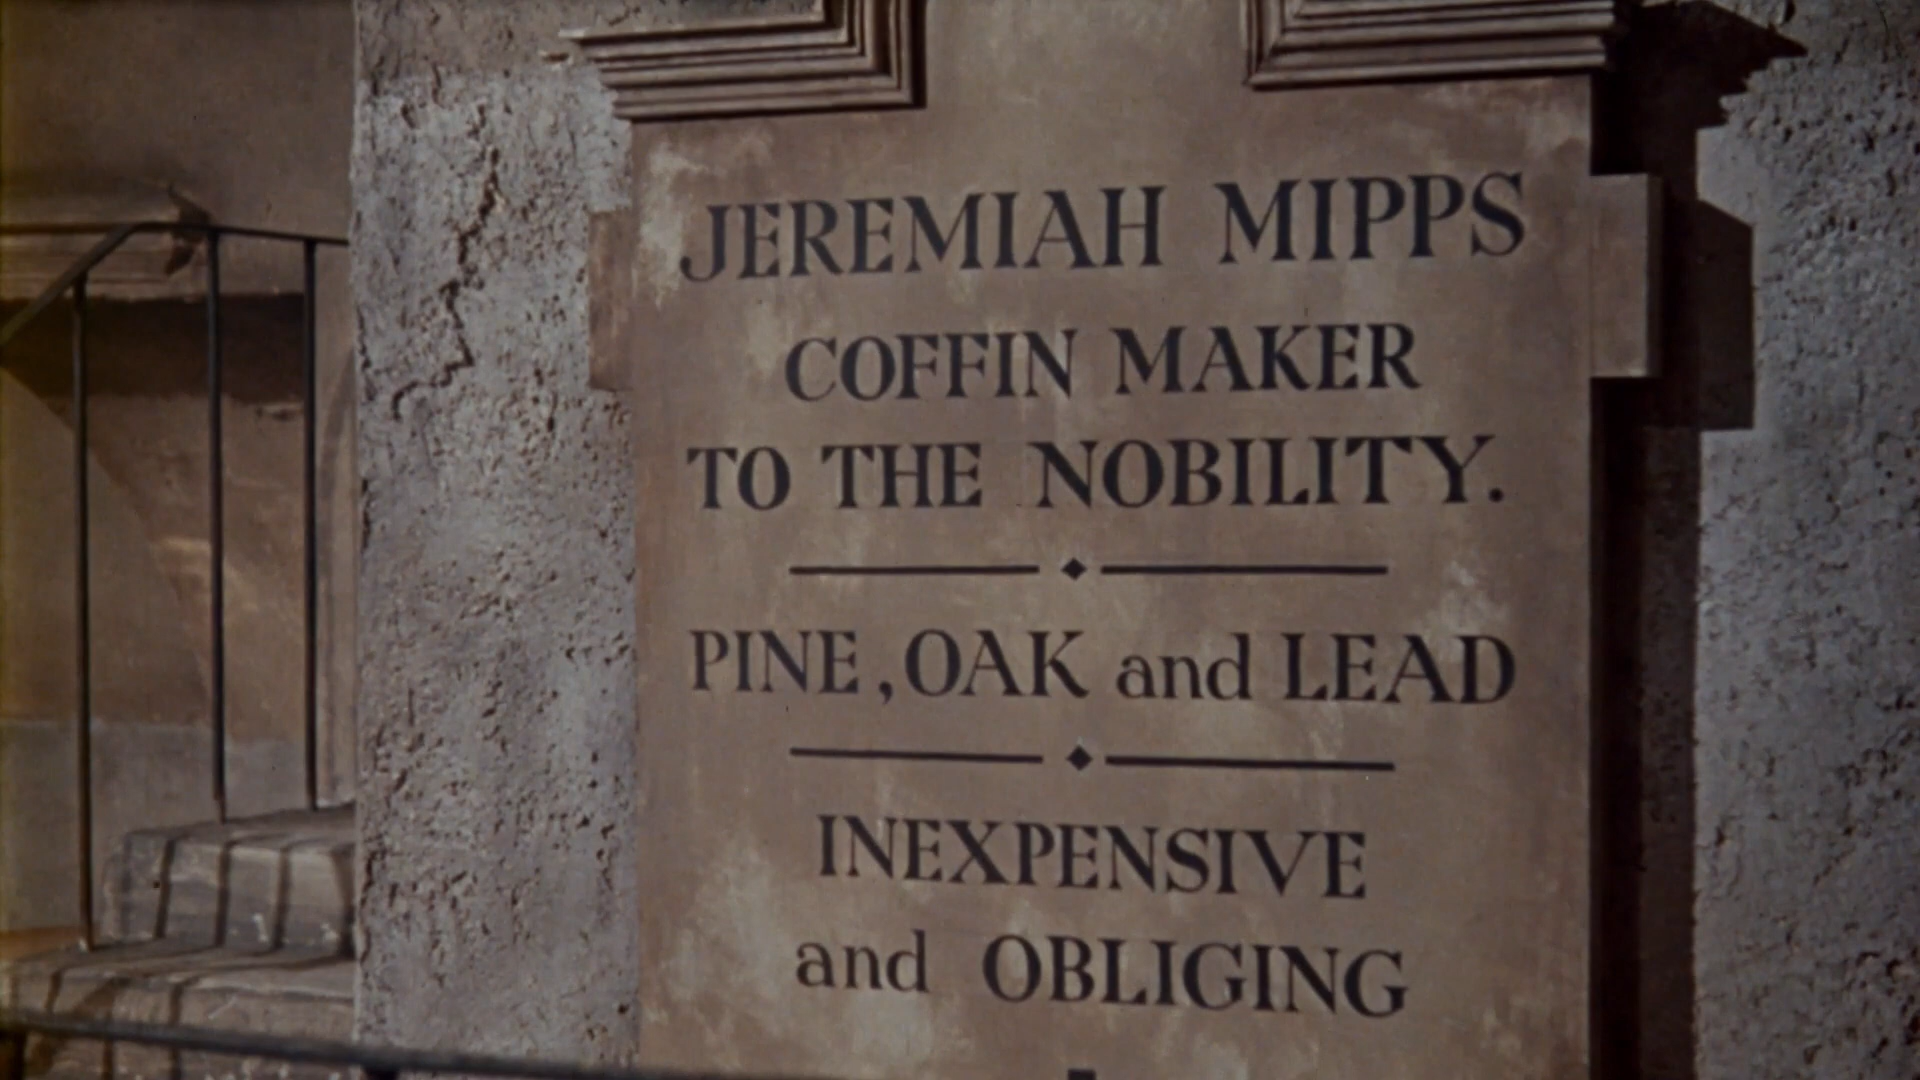 JEREMIAH MIPPS
COFFIN MAKER
TO THE NOBILITY.
PINE, OAK and LEAD
INEXPENSIVE
and OBLIGING